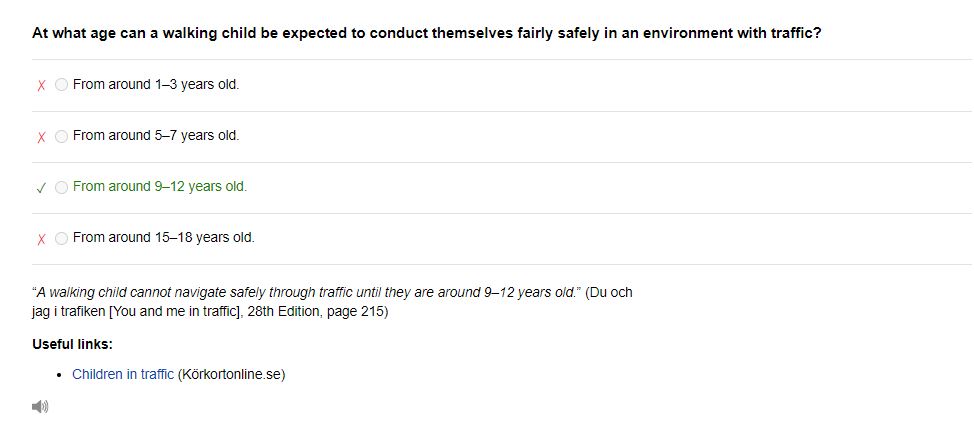 At what age can a walking child be expected to conduct themselves fairly safely in an environment with traffic?
✗ From around 1–3 years old.
✗ From around 5–7 years old.
✓ From around 9–12 years old.
✗ From around 15–18 years old.
“A walking child cannot navigate safely through traffic until they are around 9–12 years old.” (Du och
jag i trafiken [You and me in traffic], 28th Edition, page 215)
Useful links:
• Children in traffic (Körkortonline.se)